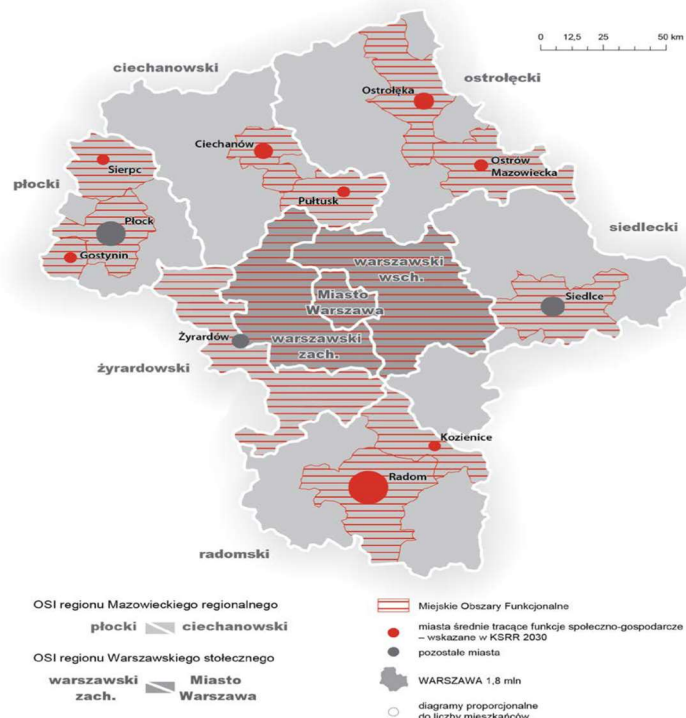 0 12,5 25 50 km
ciechanowski
ostrołęcki
Ostrołęka
Ciechanów
Sierpc
Ostrów
Mazowiecka
płocki
Pułtusk
Płock
siedlecki
Gostynin
warszawski
wsch.
Siedlce
Miasto
Warszawa
Żyrardów
warszawski
zach.
żyrardowski
Kozienice
Radom
radomski
OSI regionu Mazowieckiego regionalnego
płocki ciechanowski
OSI regionu Warszawskiego stołecznego
warszawski
zach.
Miasto
Warszawa
Miejskie Obszary Funkcjonalne
miasta średnie tracące funkcje społeczno-gospodarcze
– wskazane w KSRR 2030
pozostałe miasta
WARSZAWA 1,8 mln
diagramy proporcjonalne
do liczby mieszkańców